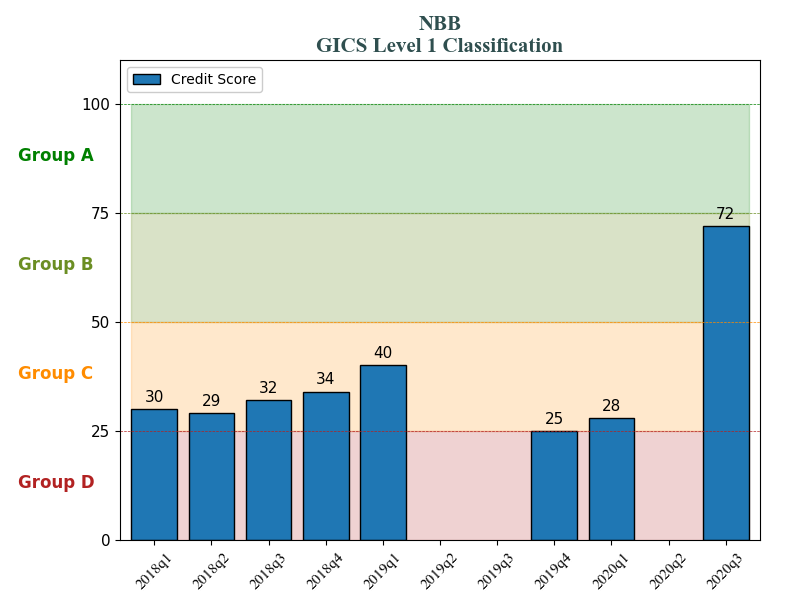 NBB
GICS Level 1 Classification
Credit Score
100
Group A
75
72
Group B
50
40
Group C
34
32
30
29
28
25
25
Group D
0
2018q1
2018q2
2018q3
2018q4
2019q1
2019q2
2019q3
2019q4
2020q1
2020q2
2020q3